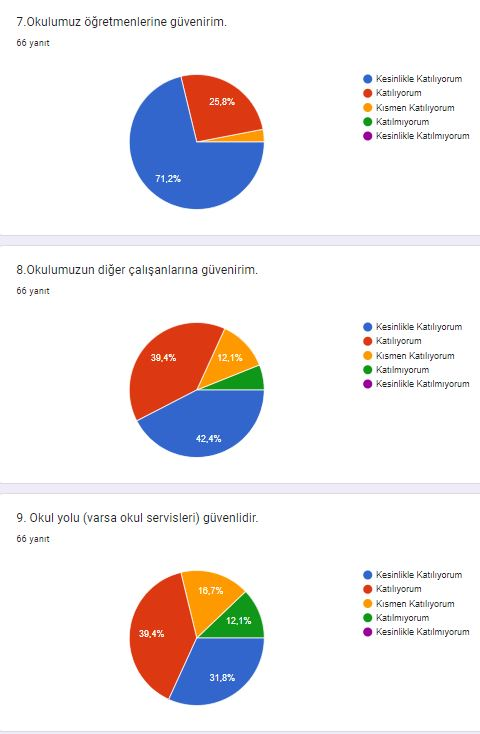 7.Okulumuz öğretmenlerine güvenirim.
66 yanıt
Kesinlikle Katılıyorum
Katılıyorum
Kısmen Katılıyorum
Katılmıyorum
Kesinlikle Katılmıyorum
25,8%
71,2%
8.Okulumuzun diğer çalışanlarına güvenirim.
66 yanıt
Kesinlikle Katılıyorum
Katılıyorum
Kısmen Katılıyorum
Katılmıyorum
Kesinlikle Katılmıyorum
39,4%
12,1%
42,4%
9. Okul yolu (varsa okul servisleri) güvenlidir.
66 yanıt
Kesinlikle Katılıyorum
Katılıyorum
Kısmen Katılıyorum
Katılmıyorum
Kesinlikle Katılmıyorum
16,7%
12,1%
39,4%
31,8%